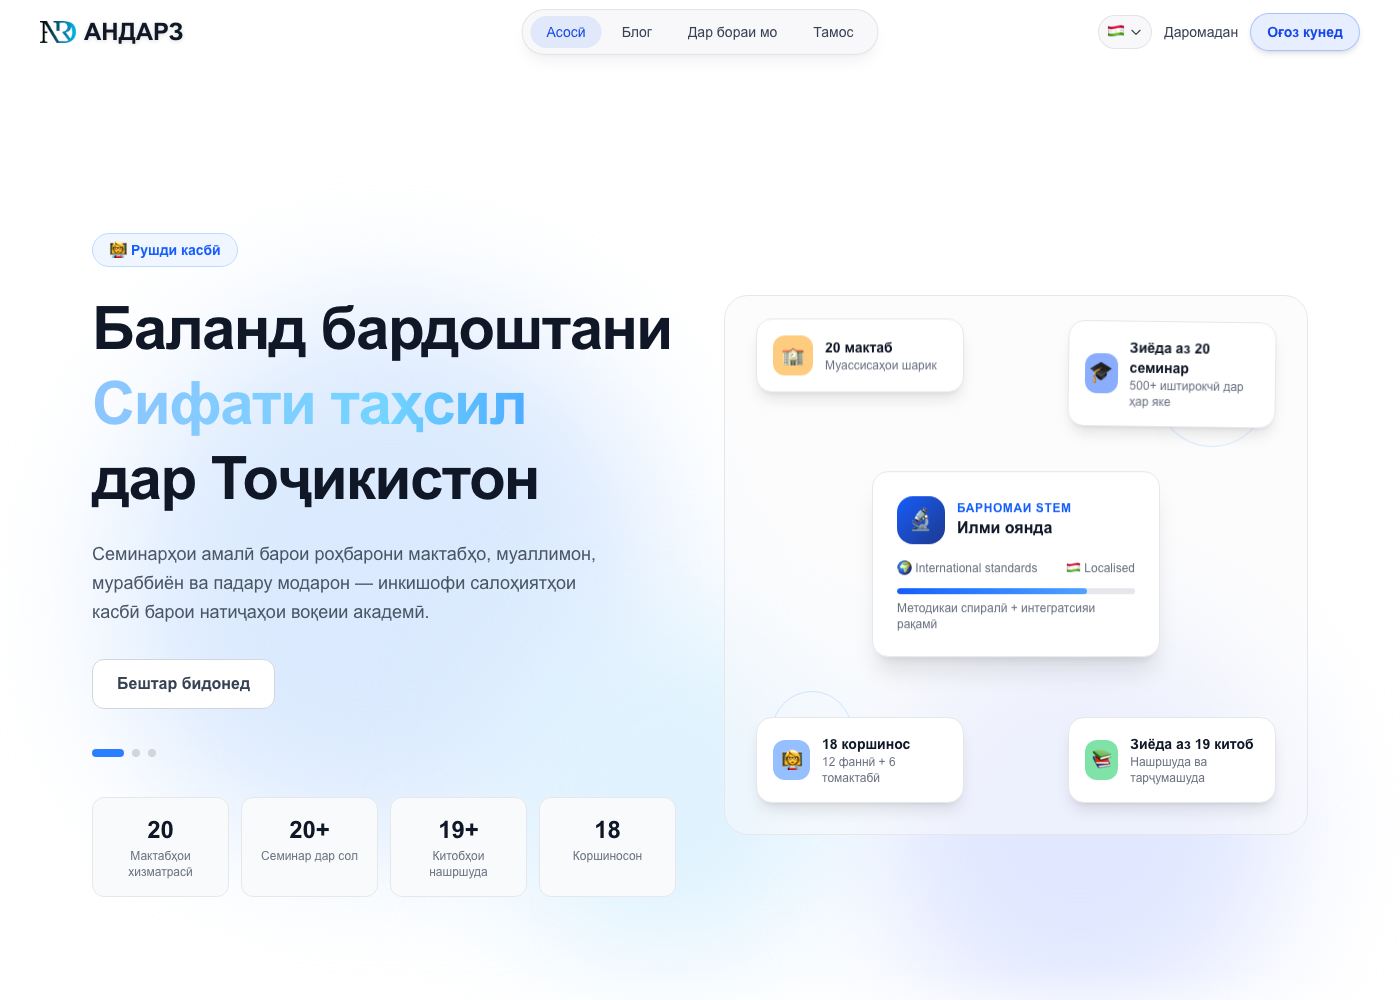 АНДАРЗ
Асосӣ
Блог
Дар бораи мо
Тамос
Даромадан
Оғоз кунед
Рушди касбӣ
Баланд бардоштани
Сифати таҳсил
дар Тоҷикистон
Семинарҳои амалӣ барои роҳбарони мактабҳо, муаллимон,
мураббиён ва падару модарон — инкишофи салоҳиятҳои
касбӣ барои натиҷаҳои воқеии академӣ.
Бештар бидонед
20
Мактабҳои
хизматрасӣ
20+
Семинар дар сол
19+
Китобҳои
нашршуда
18
Коршиносон
20 мактаб
Муассисаҳои шарик
Зиёда аз 20
семинар
500+ иштирокчӣ дар
ҳар яке
БАРНОМАИ STEM
Илми оянда
International standards
Localised
Методикаи спиралӣ + интегратсияи
рақамӣ
18 коршинос
12 фаннӣ + 6
томактабӣ
Зиёда аз 19 китоб
Нашршуда ва
тарҷумашуда